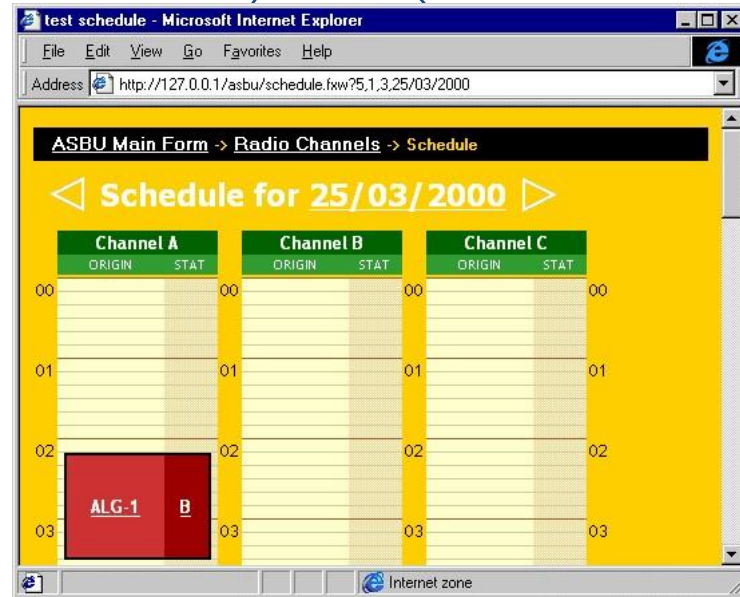 test schedule - Microsoft Internet Explorer
File Edit View Go Favorites Help
Address http://127.0.0.1/asbu/schedule.fxw?5,1,3,25/03/2000
ASBU Main Form -> Radio Channels -> Schedule
Schedule for 25/03/2000
Channel A Channel B Channel C
ORIGIN STAT ORIGIN STAT ORIGIN STAT
00 00 00 00
01 01 01 01
02 02 02 02
ALG-1 B
03 03 03 03
Internet zone